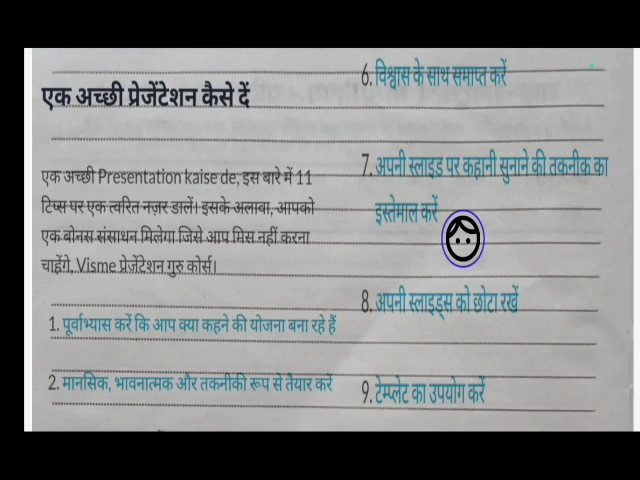 एक अच्छी प्रेजेंटेशन कैसे दें
एक अच्छी Presentation kaise de, इस बारे में 11
टिप्स पर एक त्वरित नज़र डालें। इसके अलावा, आपको
एक बोनस संसाधन मिलेगा जिसे आप मिस नहीं करना
चाहेंगे, Visme प्रेजेंटेशन गुरु कोर्स।
1. पूर्वाभ्यास करें कि आप क्या कहने की योजना बना रहे हैं
2. मानसिक, भावनात्मक और तकनीकी रूप से तैयार करें
6. विश्वास के साथ समाप्त करें
7. अपनी स्लाइड पर कहानी सुनाने की तकनीक का
इस्तेमाल करें
8. अपनी स्लाइड्स को छोटा रखें
9. टेम्पलेट का उपयोग करें